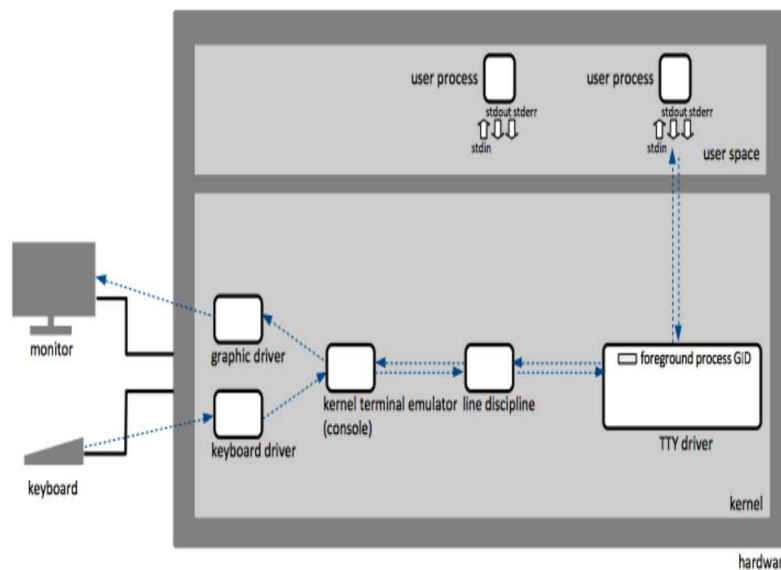 user process
stdout stderr
stdin
user process
stdout stderr
stdin
user space
monitor
graphic driver
keyboard driver
keyboard
kernel terminal emulator
(console)
line discipline
foreground process GID
TTY driver
kernel
hardwar